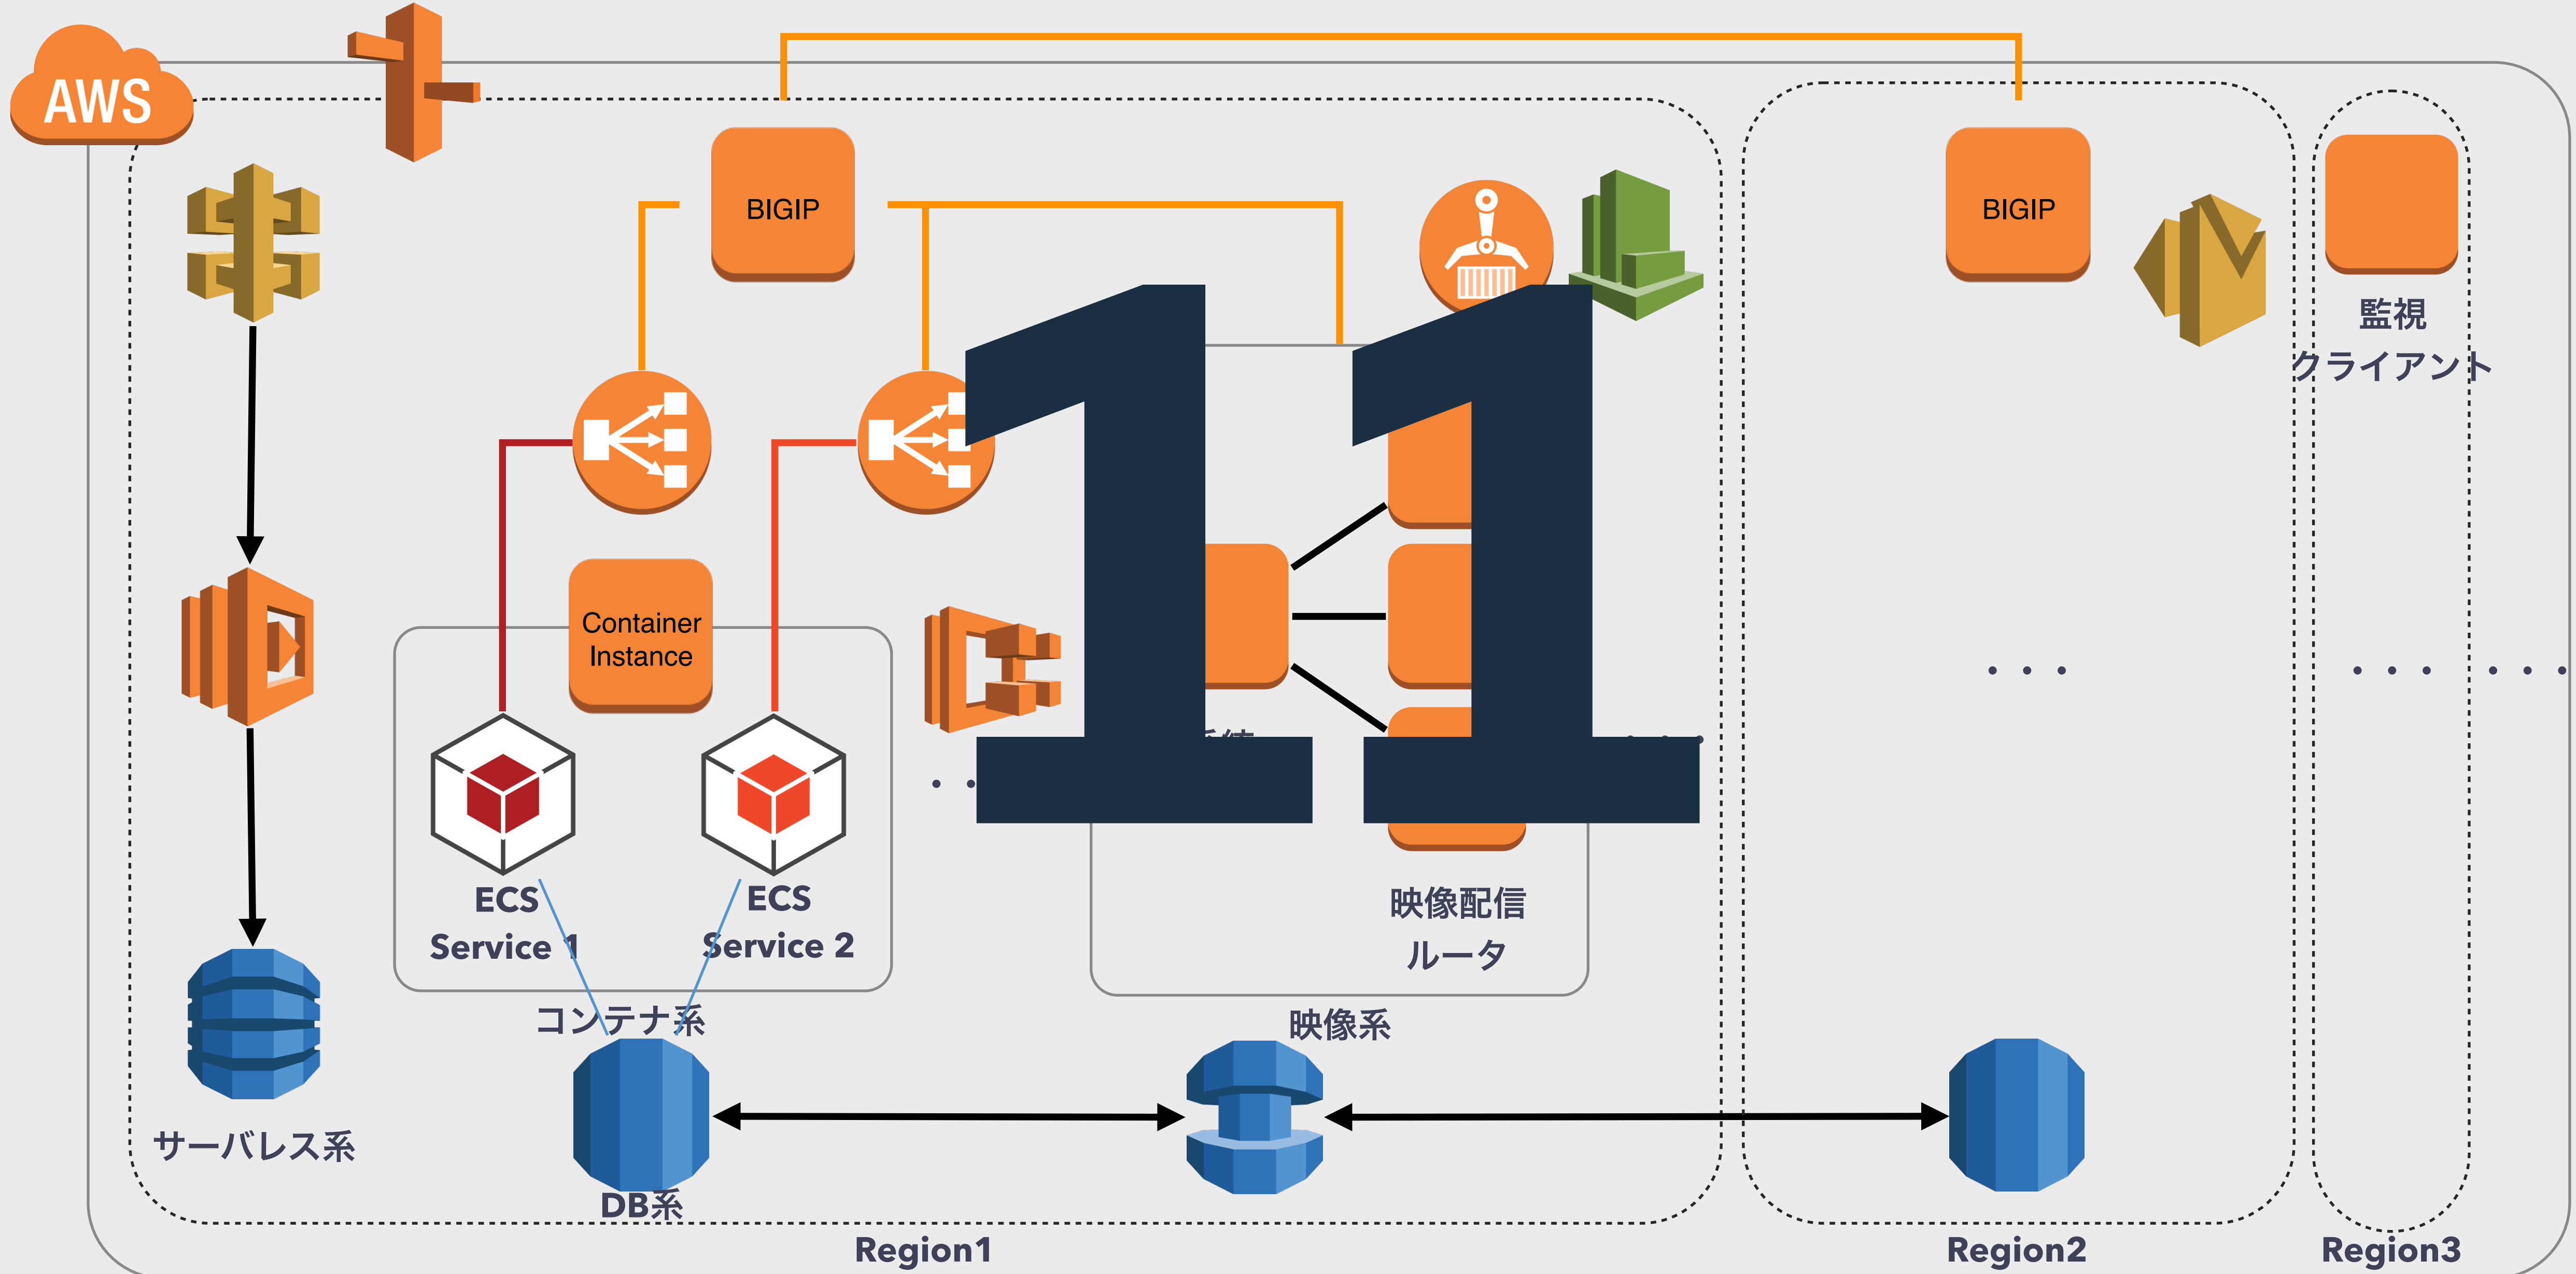 AWS
BIGIP
BIGIP
監視
クライアント
11
Container
Instance
・・・
・・・
・・・
ECS
Service 1
ECS
Service 2
映像配信
ルータ
コンテナ系
映像系
サーバレス系
DB系
Region1
Region2
Region3